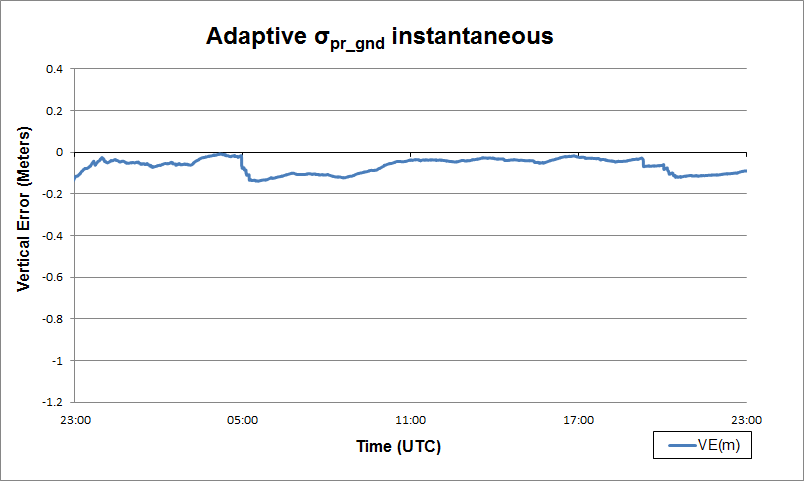 Adaptive σpr_gnd instantaneous
0.4
0.2
0
-0.2
-0.4
-0.6
-0.8
-1
-1.2
Vertical Error (Meters)
23:00 05:00 11:00 17:00 23:00
Time (UTC)
VE(m)